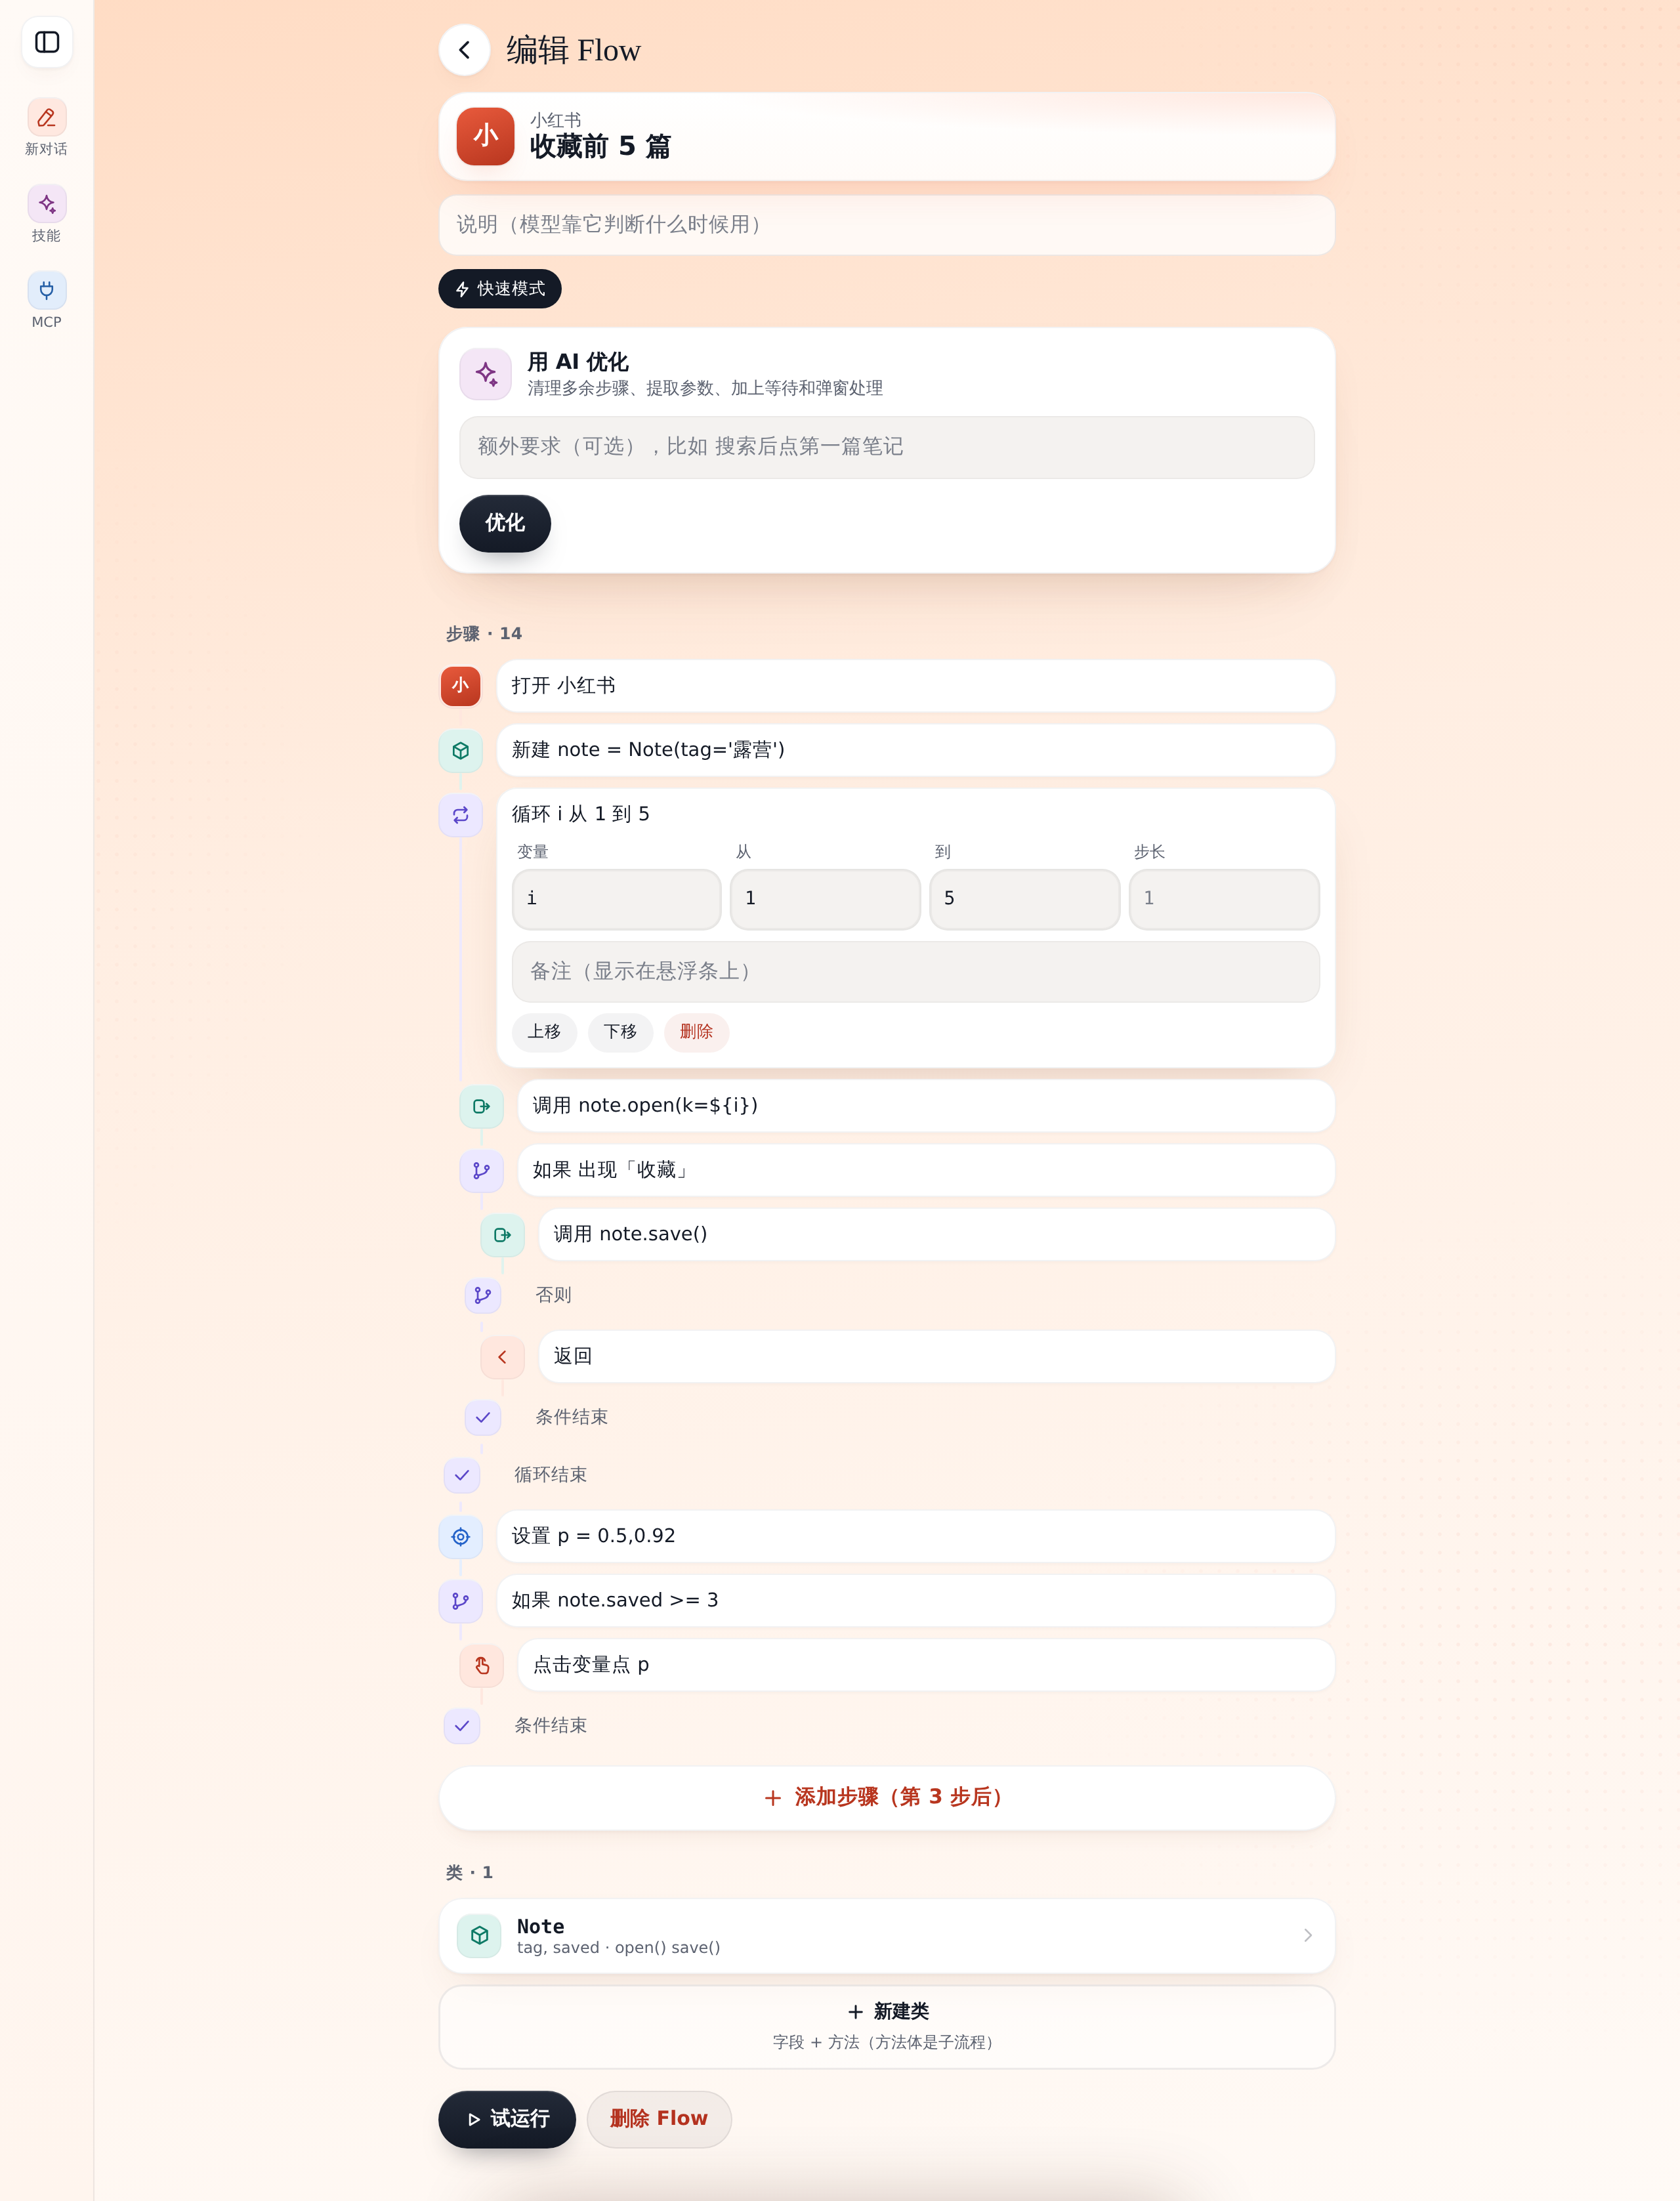 编辑 Flow
新对话
技能
MCP
小
小红书
收藏前 5 篇
说明（模型靠它判断什么时候用）
快速模式
用 AI 优化
清理多余步骤、提取参数、加上等待和弹窗处理
额外要求（可选），比如 搜索后点第一篇笔记
优化
步骤 · 14
小
打开 小红书
新建 note = Note(tag='露营')
循环 i 从 1 到 5
变量 从 到 步长
i 1 5 1
备注（显示在悬浮条上）
上移 下移 删除
调用 note.open(k=${i})
如果 出现「收藏」
调用 note.save()
否则
返回
条件结束
循环结束
设置 p = 0.5,0.92
如果 note.saved >= 3
点击变量点 p
条件结束
添加步骤（第 3 步后）
类 · 1
Note
tag, saved · open() save()
新建类
字段 + 方法（方法体是子流程）
试运行 删除 Flow